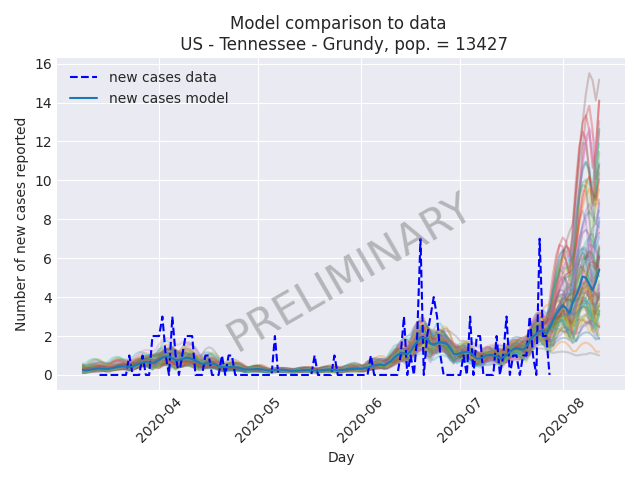 Model comparison to data
US - Tennessee - Grundy, pop. = 13427
16
14
12
10
8
6
4
2
0
Number of new cases reported
new cases data
new cases model
PRELIMINARY
2020-04
2020-05
2020-06
2020-07
2020-08
Day